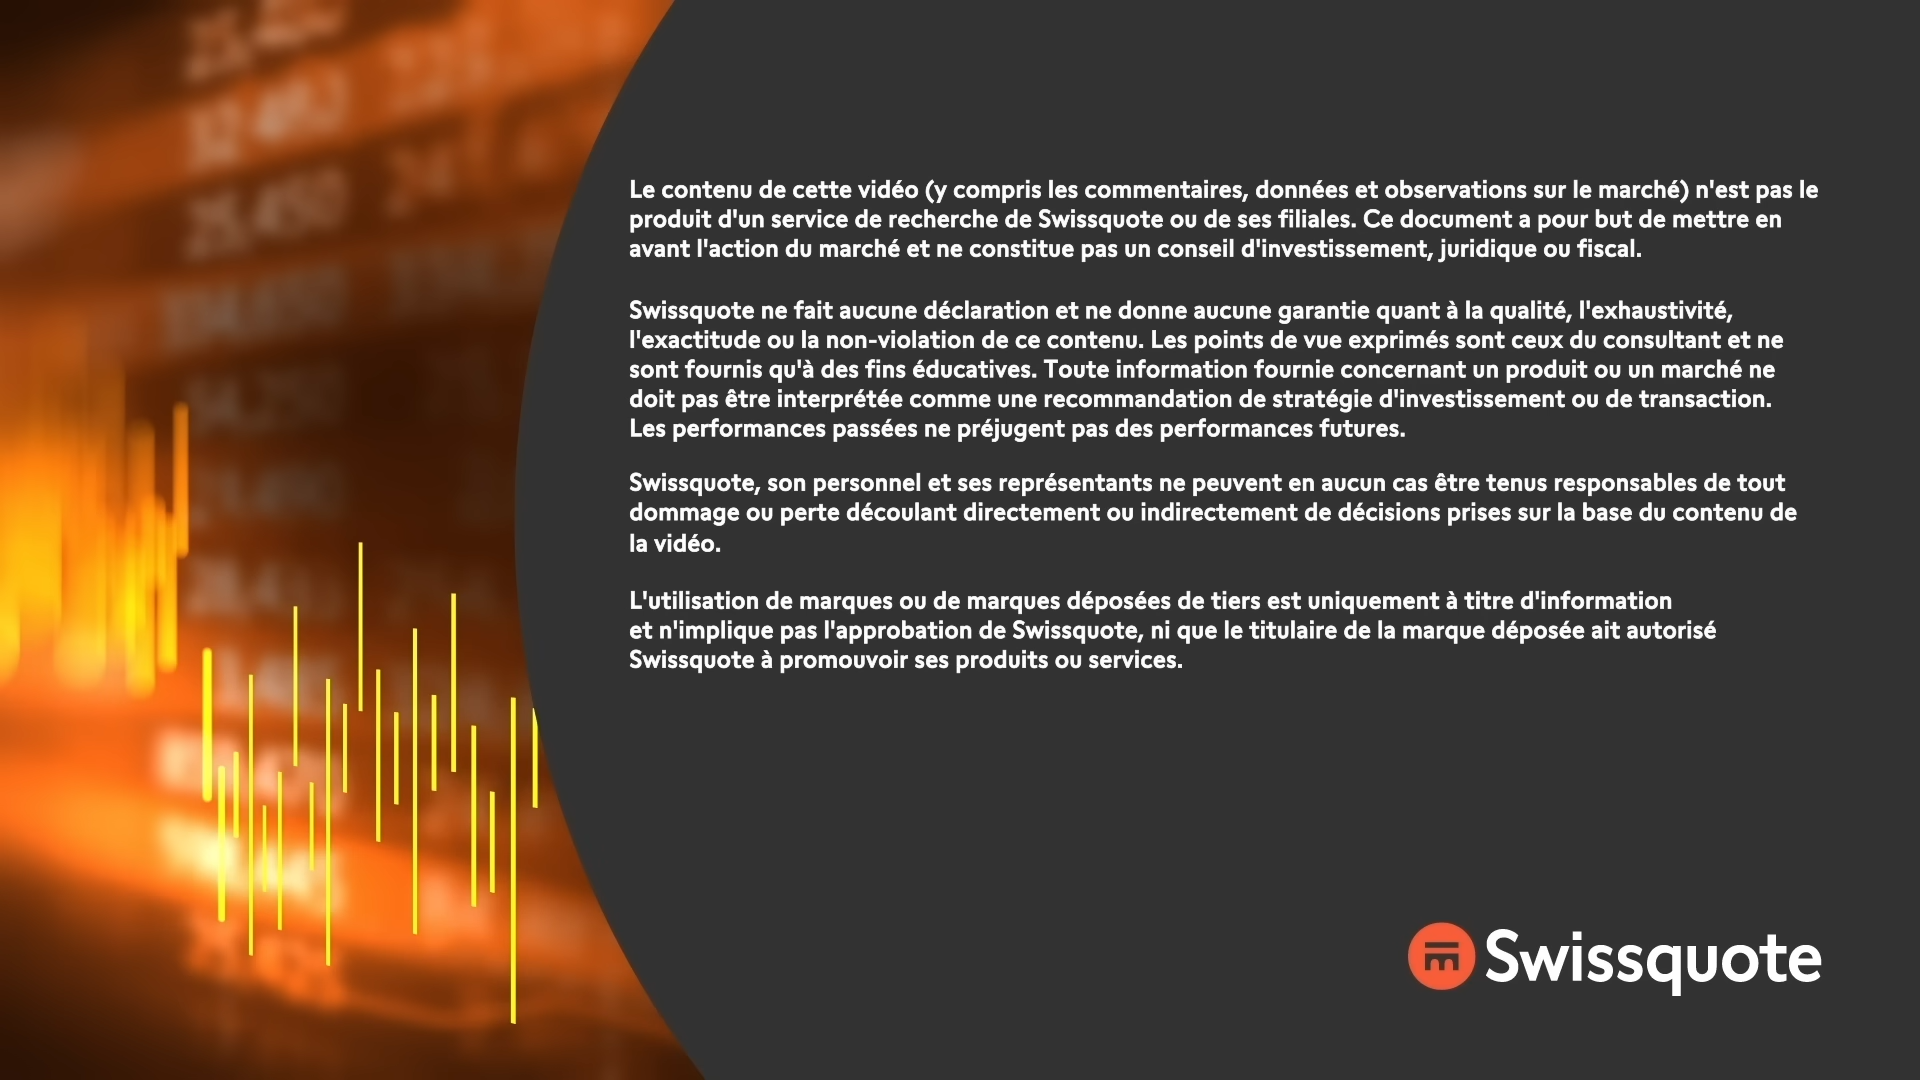 Le contenu de cette vidéo (y compris les commentaires, données et observations sur le marché) n'est pas le
produit d'un service de recherche de Swissquote ou de ses filiales. Ce document a pour but de mettre en
avant l'action du marché et ne constitue pas un conseil d'investissement, juridique ou fiscal.
Swissquote ne fait aucune déclaration et ne donne aucune garantie quant à la qualité, l'exhaustivité,
l'exactitude ou la non-violation de ce contenu. Les points de vue exprimés sont ceux du consultant et ne
sont fournis qu'à des fins éducatives. Toute information fournie concernant un produit ou un marché ne
doit pas être interprétée comme une recommandation de stratégie d'investissement ou de transaction.
Les performances passées ne préjugent pas des performances futures.
Swissquote, son personnel et ses représentants ne peuvent en aucun cas être tenus responsables de tout
dommage ou perte découlant directement ou indirectement de décisions prises sur la base du contenu de
la vidéo.
L'utilisation de marques ou de marques déposées de tiers est uniquement à titre d'information
et n'implique pas l'approbation de Swissquote, ni que le titulaire de la marque déposée ait autorisé
Swissquote à promouvoir ses produits ou services.
Swissquote